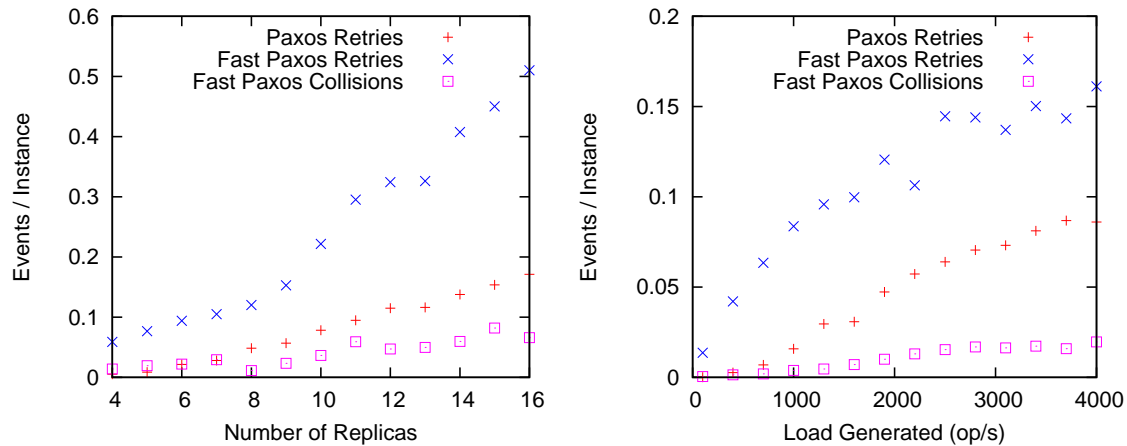 0.6
0.5
0.4
0.3
0.2
0.1
0
4
6
8
10
12
14
16
Events / Instance
Number of Replicas
Paxos Retries
Fast Paxos Retries
Fast Paxos Collisions
0.2
0.15
0.1
0.05
0
0
1000
2000
3000
4000
Events / Instance
Load Generated (op/s)
Paxos Retries
Fast Paxos Retries
Fast Paxos Collisions